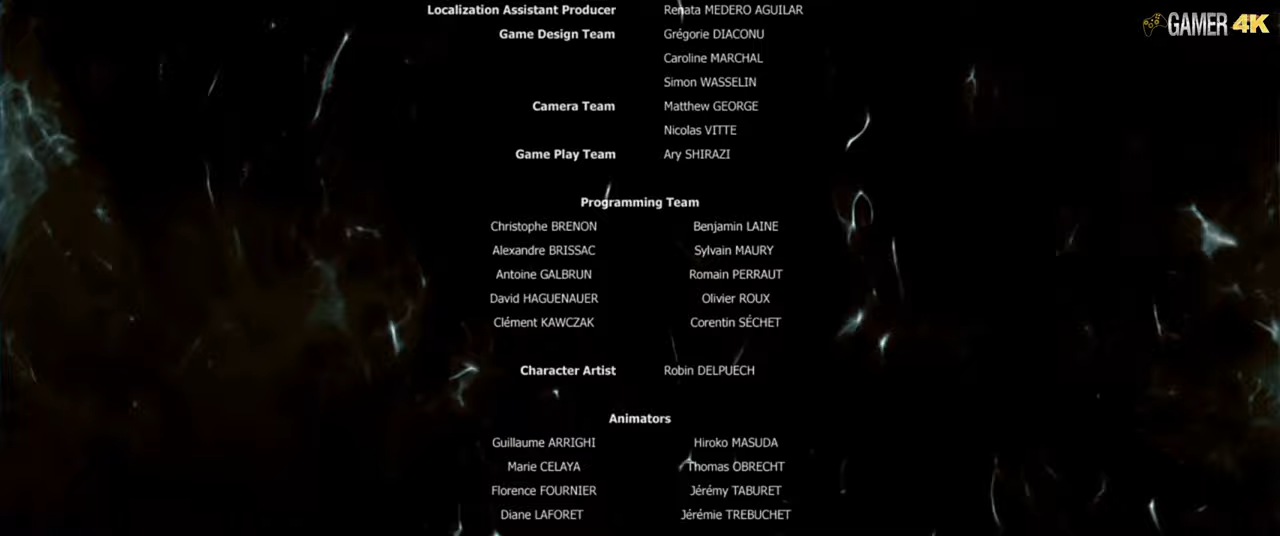 GAMER 4K
Localization Assistant Producer Renata MEDERO AGUILAR
Game Design Team Grégorie DIACONU
Caroline MARCHAL
Simon WASSELIN
Camera Team Matthew GEORGE
Nicolas VITTE
Game Play Team Ary SHIRAZI
Programming Team
Christophe BRENON Benjamin LAINE
Alexandre BRISSAC Sylvain MAURY
Antoine GALBRUN Romain PERRAUT
David HAGUENAUER Olivier ROUX
Clément KAWCZAK Corentin SÉCHET
Character Artist Robin DELPUECH
Animators
Guillaume ARRIGHI Hiroko MASUDA
Marie CELAYA Thomas OBRECHT
Florence FOURNIER Jérémy TABURET
Diane LAFORET Jérémie TREBUCHET